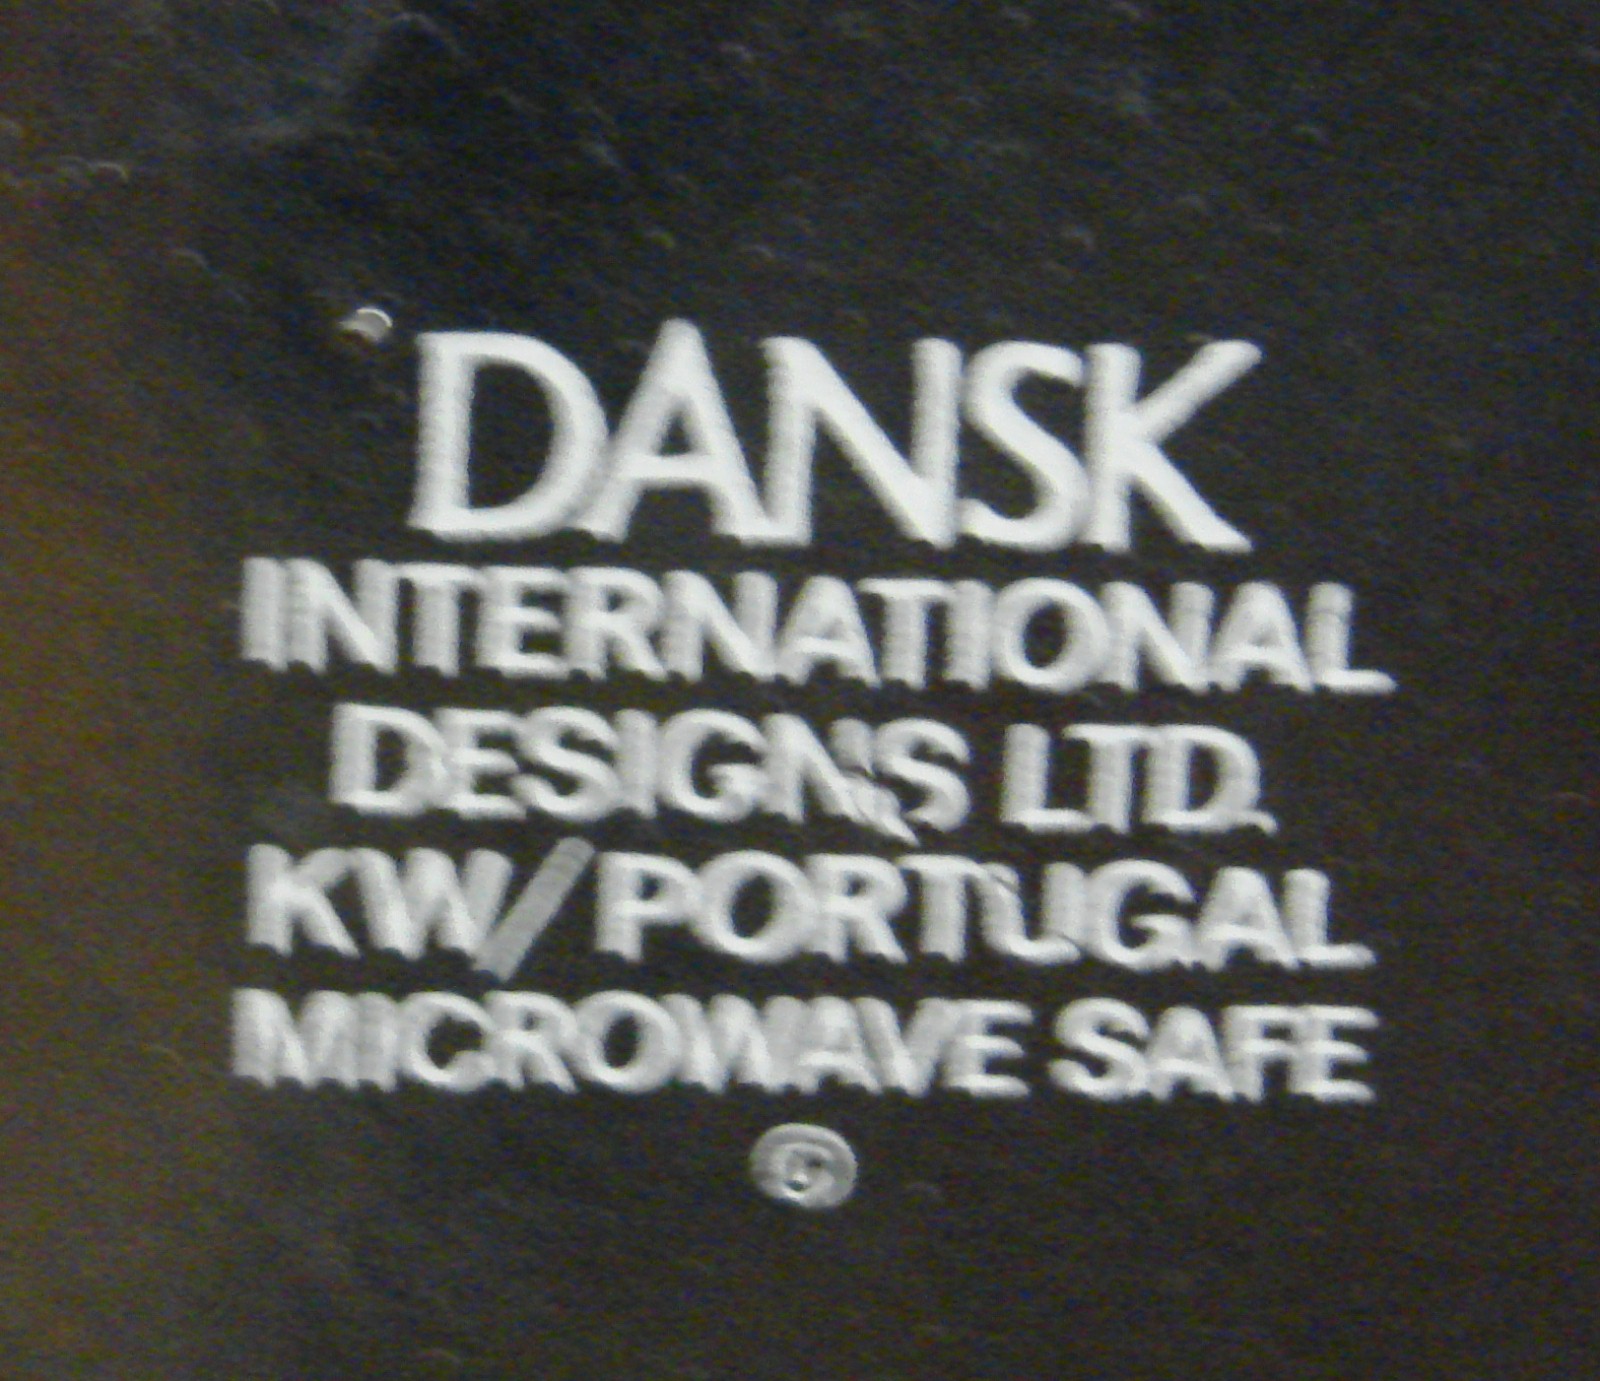 DANSK
INTERNATIONAL
DESIGNS LTD.
KW/PORTUGAL
MICROWAVE SAFE